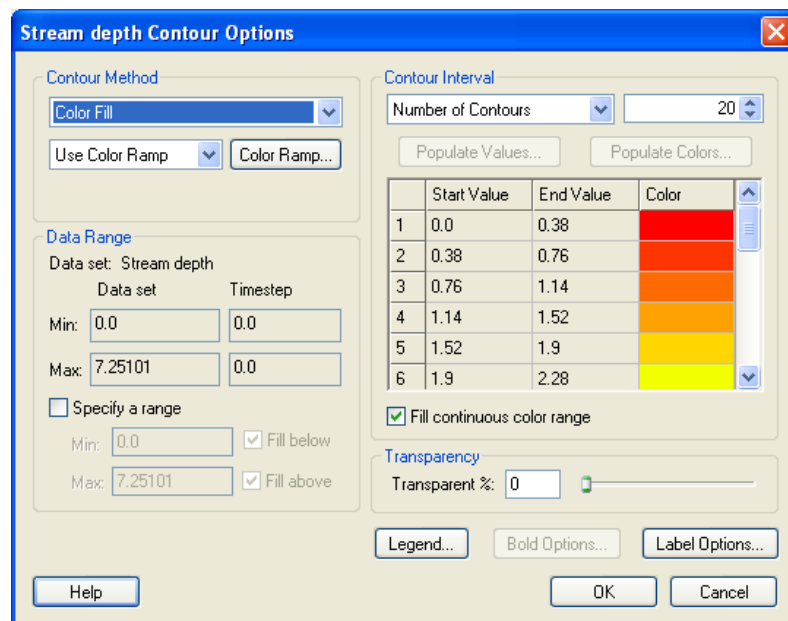 Stream depth Contour Options
Contour Method
Color Fill
Use Color Ramp
Color Ramp...
Data Range
Data set: Stream depth
Data set Timestep
Min: 0.0 0.0
Max: 7.25101 0.0
Specify a range
Min: 0.0 Fill below
Max: 7.25101 Fill above
Contour Interval
Number of Contours 20
Populate Values... Populate Colors...
Start Value End Value Color
1 0.0 0.38
2 0.38 0.76
3 0.76 1.14
4 1.14 1.52
5 1.52 1.9
6 1.9 2.28
Fill continuous color range
Transparency
Transparent %: 0
Legend... Bold Options... Label Options...
Help OK Cancel